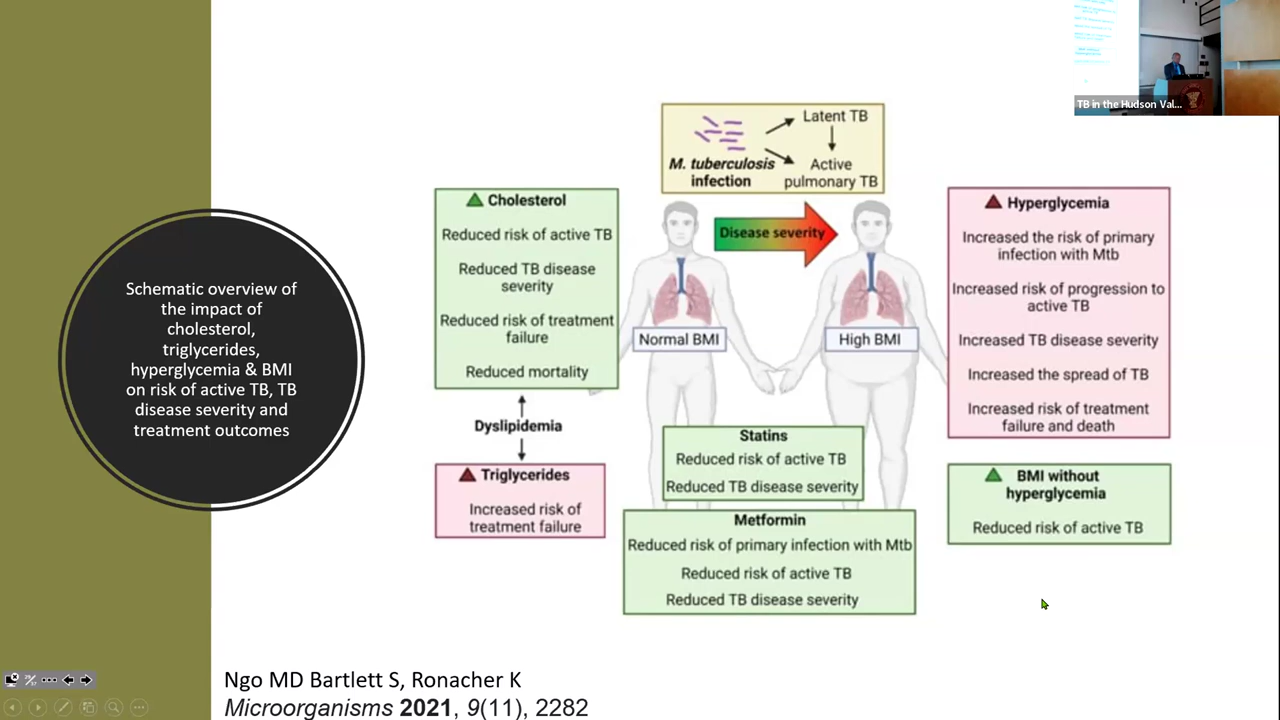 TB in the Hudson Val...
Schematic overview of
the impact of
cholesterol,
triglycerides,
hyperglycemia & BMI
on risk of active TB, TB
disease severity and
treatment outcomes
M. tuberculosis
infection
Latent TB
Active
pulmonary TB
Cholesterol
Reduced risk of active TB
Reduced TB disease
severity
Reduced risk of treatment
failure
Reduced mortality
Dyslipidemia
Triglycerides
Increased risk of
treatment failure
Disease severity
Normal BMI
High BMI
Statins
Reduced risk of active TB
Reduced TB disease severity
Metformin
Reduced risk of primary infection with Mtb
Reduced risk of active TB
Reduced TB disease severity
Hyperglycemia
Increased the risk of primary
infection with Mtb
Increased risk of progression to
active TB
Increased TB disease severity
Increased the spread of TB
Increased risk of treatment
failure and death
BMI without
hyperglycemia
Reduced risk of active TB
Ngo MD Bartlett S, Ronacher K
Microorganisms 2021, 9(11), 2282